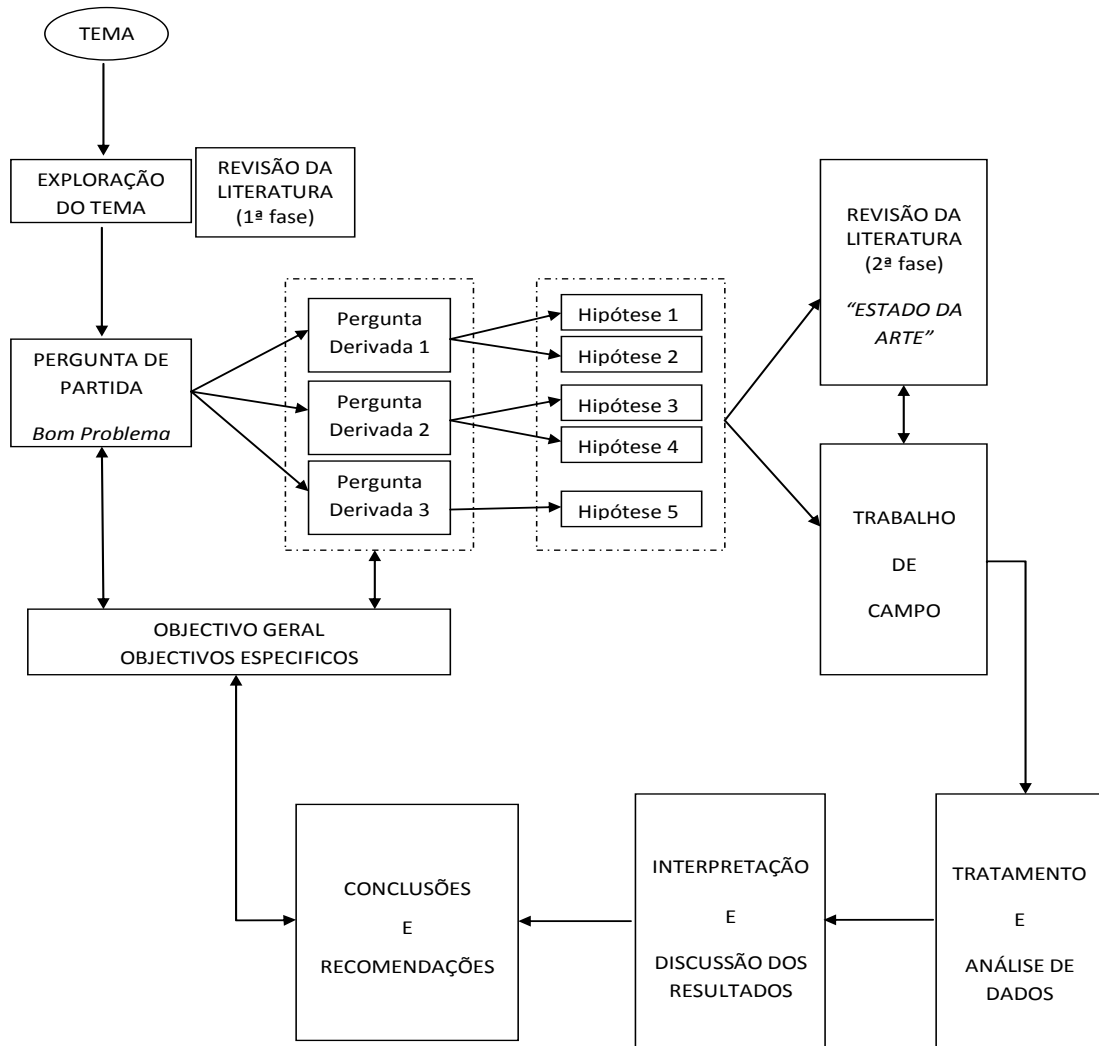 TEMA
EXPLORAÇÃO
DO TEMA
REVISÃO DA
LITERATURA
(1ª fase)
PERGUNTA DE
PARTIDA
Bom Problema
Pergunta
Derivada 1
Pergunta
Derivada 2
Pergunta
Derivada 3
Hipótese 1
Hipótese 2
Hipótese 3
Hipótese 4
Hipótese 5
REVISÃO DA
LITERATURA
(2ª fase)
“ESTADO DA
ARTE”
TRABALHO
DE
CAMPO
OBJECTIVO GERAL
OBJECTIVOS ESPECIFICOS
CONCLUSÕES
E
RECOMENDAÇÕES
INTERPRETAÇÃO
E
DISCUSSÃO DOS
RESULTADOS
TRATAMENTO
E
ANÁLISE DE
DADOS